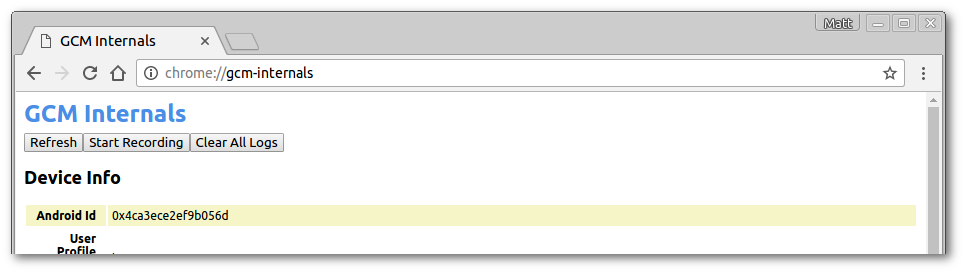 Matt
GCM Internals
chrome://gcm-internals
GCM Internals
Refresh Start Recording Clear All Logs
Device Info
Android Id 0x4ca3ece2ef9b056d
User
Profile